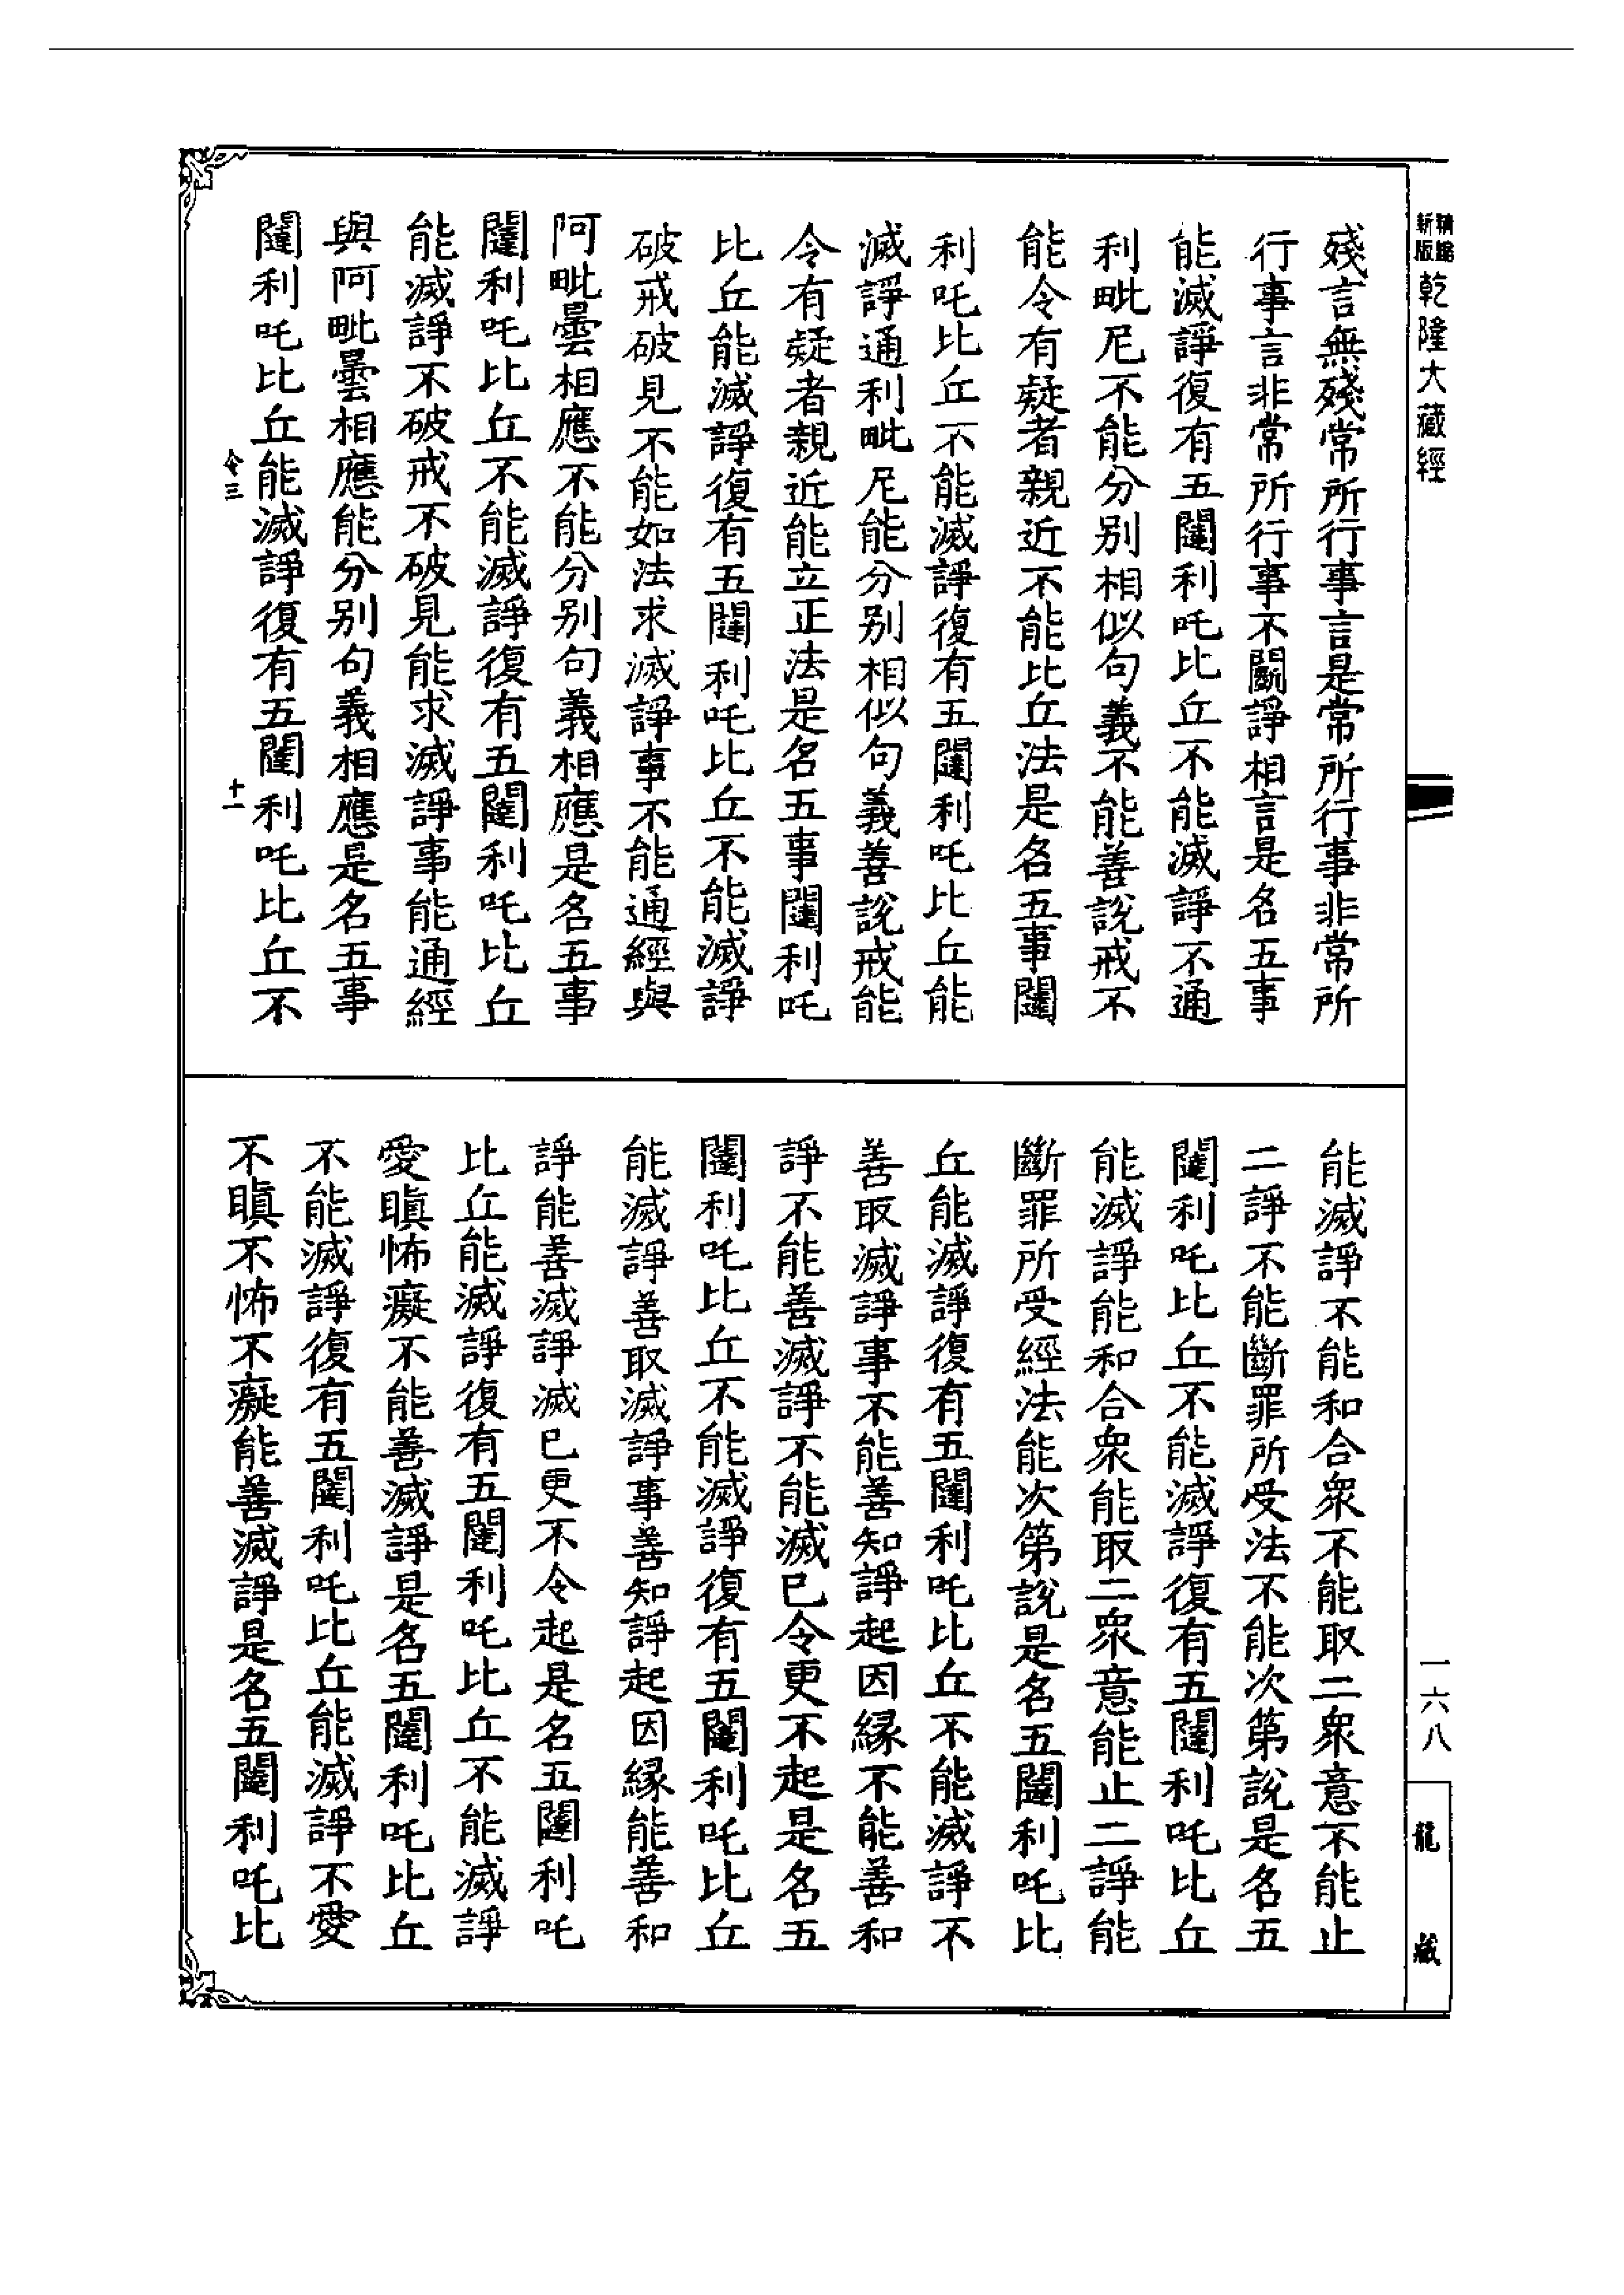 精縮
新版
乾隆大藏經
一六八
龍藏
殘言無殘常所行事言是常所行事非常所
行事言非常所行事不鬭諍相言是名五事
能滅諍復有五闥利吒比丘不能滅諍不通
利毗尼不能分别相似句義不能善說戒不
能令有疑者親近不能比丘法是名五事闥
利吒比丘不能滅諍復有五闥利吒比丘能
滅諍通利毗尼能分别相似句義善說戒能
令有疑者親近能立正法是名五事闥利吒
比丘能滅諍復有五闥利吒比丘不能滅諍
破戒破見不能如法求滅諍事不能通經與
阿毗曇相應不能分别句義相應是名五事
闥利吒比丘不能滅諍復有五闥利吒比丘
能滅諍不破戒不破見能求滅諍事能通經
與阿毗曇相應能分别句義相應是名五事
闥利吒比丘能滅諍復有五闥利吒比丘不
令三 十一
能滅諍不能和合衆不能取二衆意不能止
二諍不能斷罪所受法不能次第說是名五
闥利吒比丘不能滅諍復有五闥利吒比丘
能滅諍能和合衆能取二衆意能止二諍能
斷罪所受經法能次第說是名五闥利吒比
丘能滅諍復有五闥利吒比丘不能滅諍不
善取滅諍事不能善知諍起因緣不能善和
諍不能善滅諍不能滅已令更不起是名五
闥利吒比丘不能滅諍復有五闥利吒比丘
能滅諍善取滅諍事善知諍起因緣能善和
諍能善滅諍滅已更不令起是名五闥利吒
比丘能滅諍復有五闥利吒比丘不能滅諍
愛瞋怖癡不能善滅諍是名五闥利吒比丘
不能滅諍復有五闥利吒比丘能滅諍不愛
不瞋不怖不癡能善滅諍是名五闥利吒比